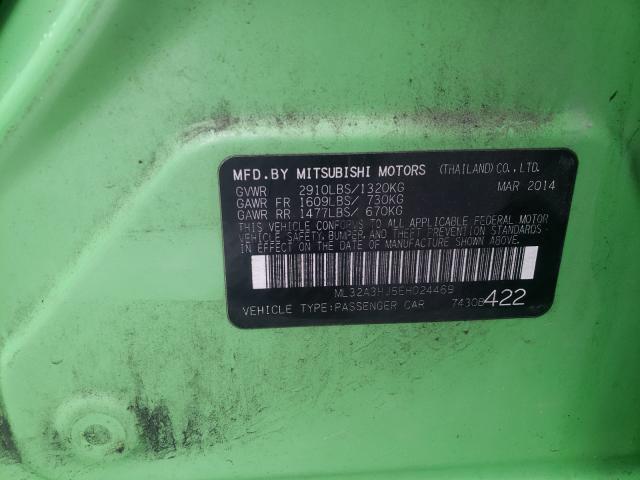 MFD.BY MITSUBISHI MOTORS (THAILAND)CO.,LTD.
GVWR 2910LBS/1320KG MAR 2014
GAWR FR 1609LBS/ 730KG
GAWR RR 1477LBS/ 670KG
THIS VEHICLE CONFORMS TO ALL APPLICABLE FEDERAL MOTOR
VEHICLE SAFETY, BUMPER, AND THEFT PREVENTION STANDARDS
IN EFFECT ON THE DATE OF MANUFACTURE SHOWN ABOVE.
ML32A3HJ5EH024469
VEHICLE TYPE:PASSENGER CAR 7430B 422